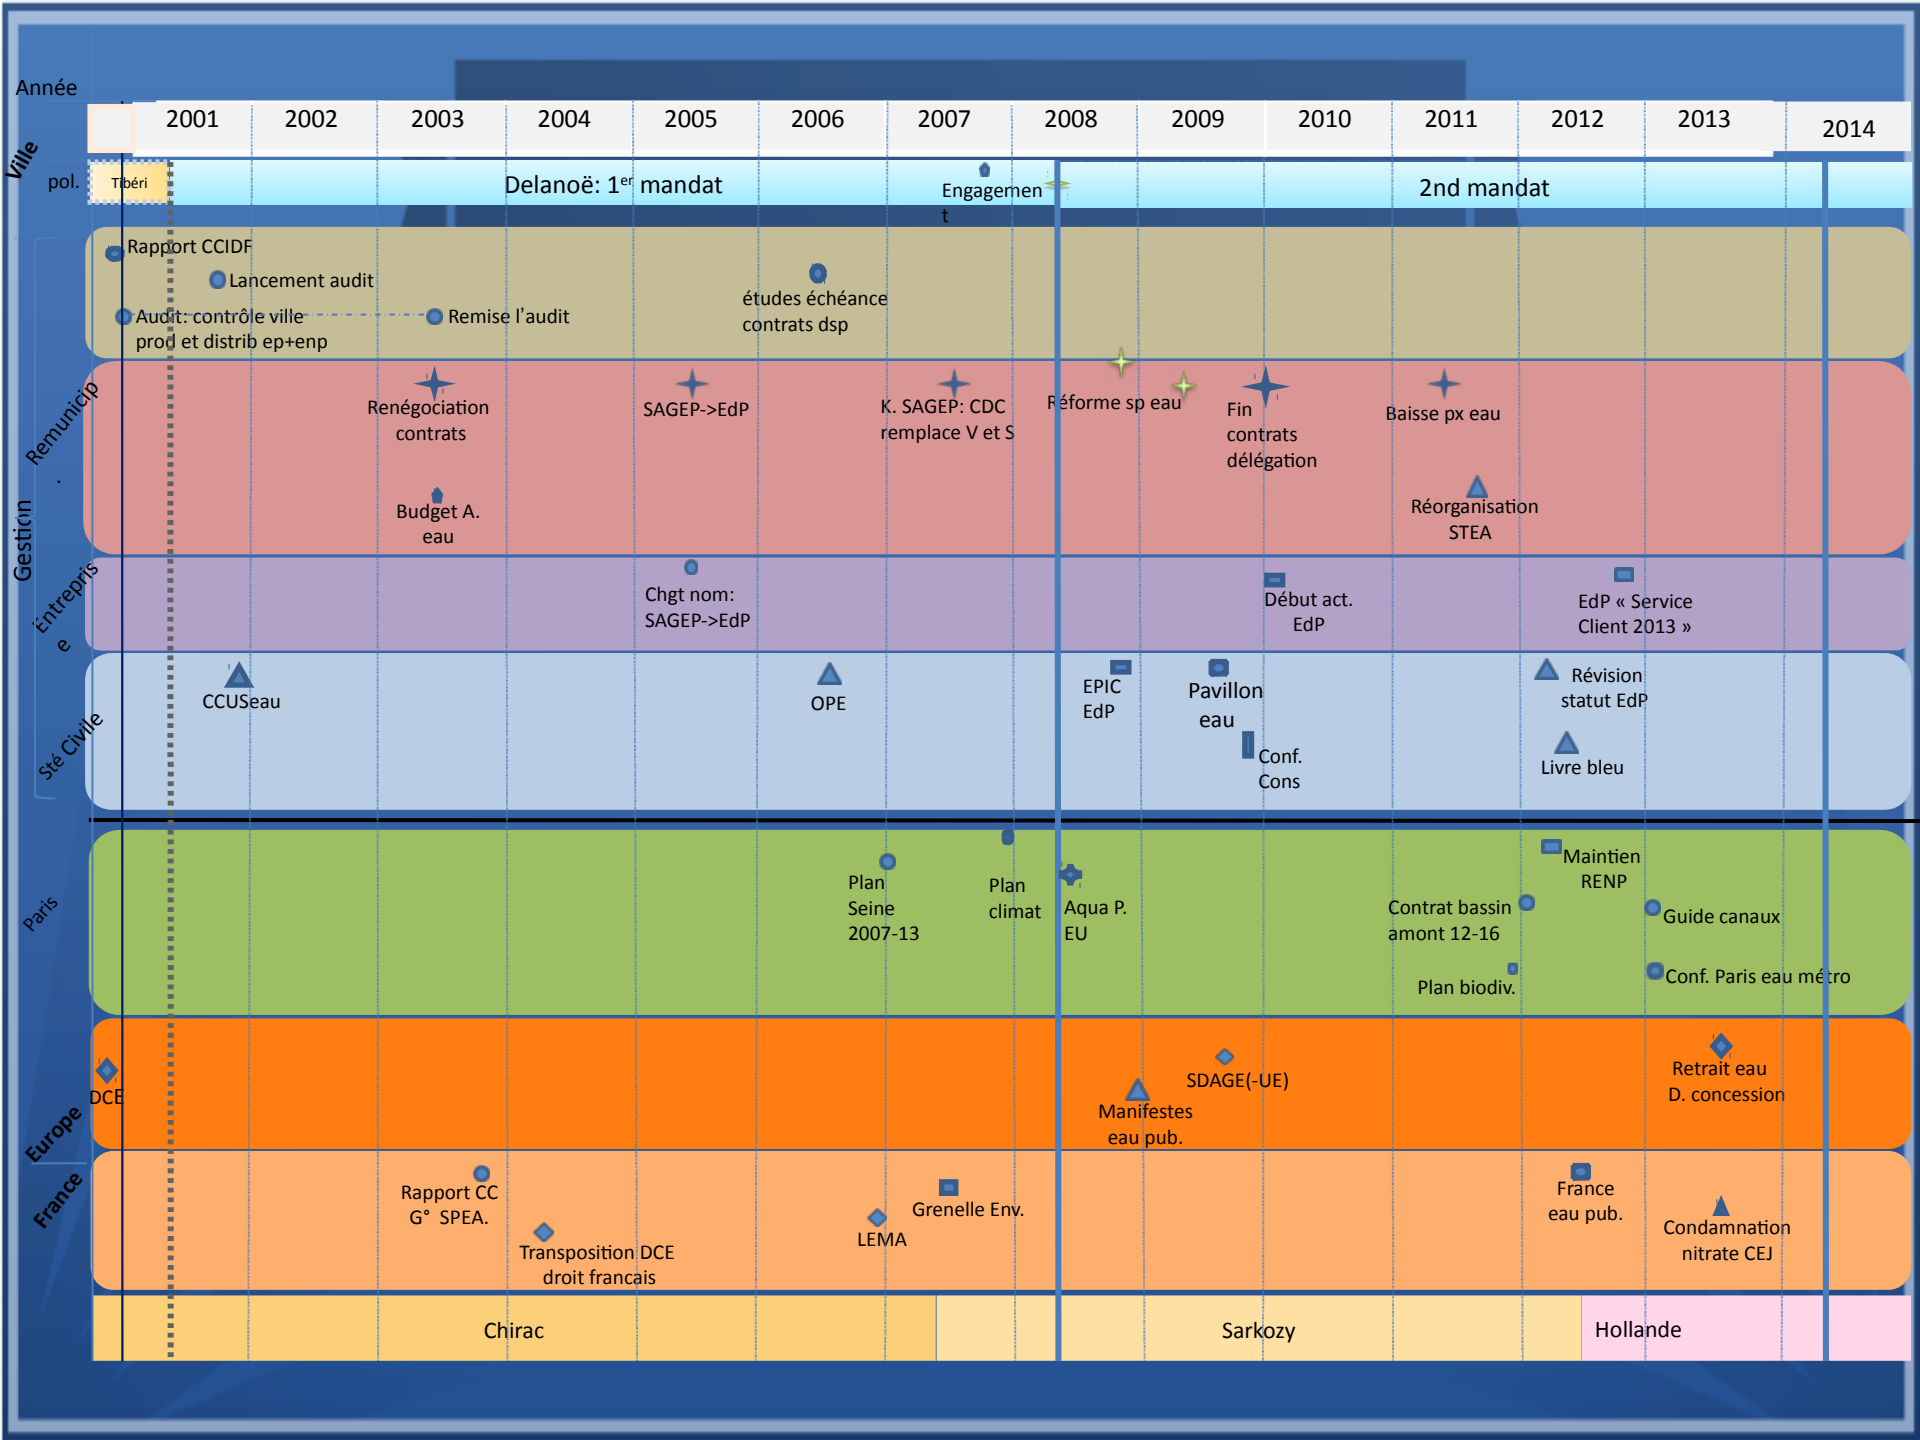 Année
2001 2002 2003 2004 2005 2006 2007 2008 2009 2010 2011 2012 2013 2014
Ville
pol.
Tibéri
Delanoë: 1er mandat
Engagemen
t
2nd mandat
Gestion
Rapport CCIDF
Lancement audit
Audit: contrôle ville
prod et distrib ep+enp
Remise l'audit
études échéance
contrats dsp
Remunicip
.
Renégociation
contrats
SAGEP->EdP
K. SAGEP: CDC
remplace V et S
Réforme sp eau
Fin
contrats
délégation
Baisse px eau
Budget A.
eau
Réorganisation
STEA
Entrepris
e
Chgt nom:
SAGEP->EdP
Début act.
EdP
EdP « Service
Client 2013 »
Sté Civile
CCUSeau
OPE
EPIC
EdP
Pavillon
eau
Conf.
Cons
Révision
statut EdP
Livre bleu
Paris
Plan
Seine
2007-13
Plan
climat
Aqua P.
EU
Contrat bassin
amont 12-16
Plan biodiv.
Maintien
RENP
Guide canaux
Conf. Paris eau métro
Europe
DCE
Manifestes
eau pub.
SDAGE(-UE)
Retrait eau
D. concession
France
Rapport CC
G° SPEA.
Transposition DCE
droit francais
LEMA
Grenelle Env.
France
eau pub.
Condamnation
nitrate CEJ
Chirac
Sarkozy
Hollande